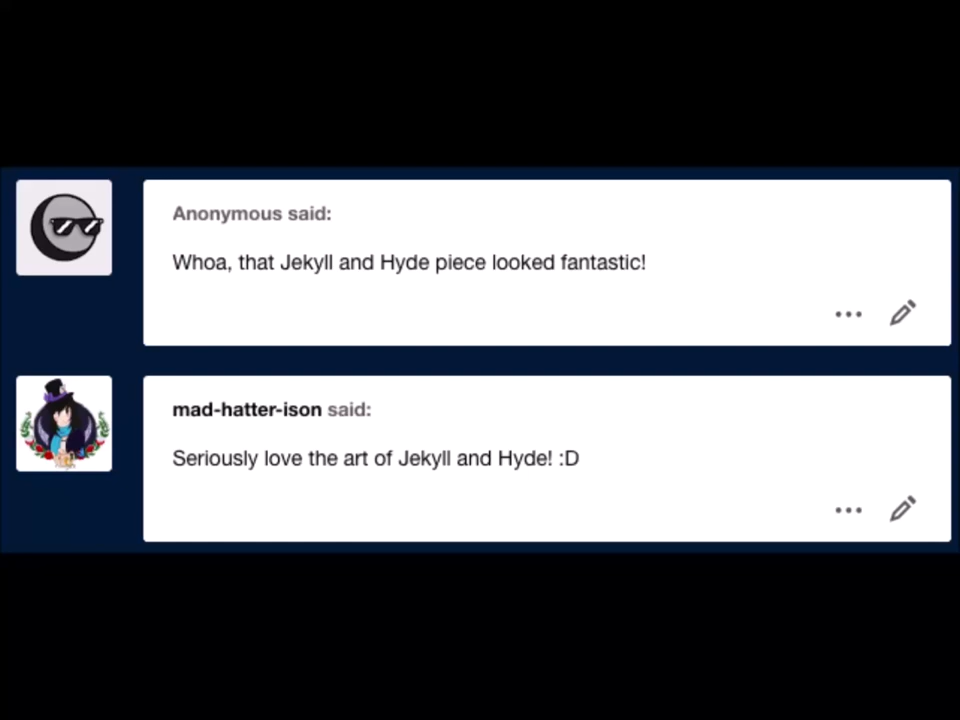 Anonymous said:
Whoa, that Jekyll and Hyde piece looked fantastic!
mad-hatter-ison said:
Seriously love the art of Jekyll and Hyde! :D